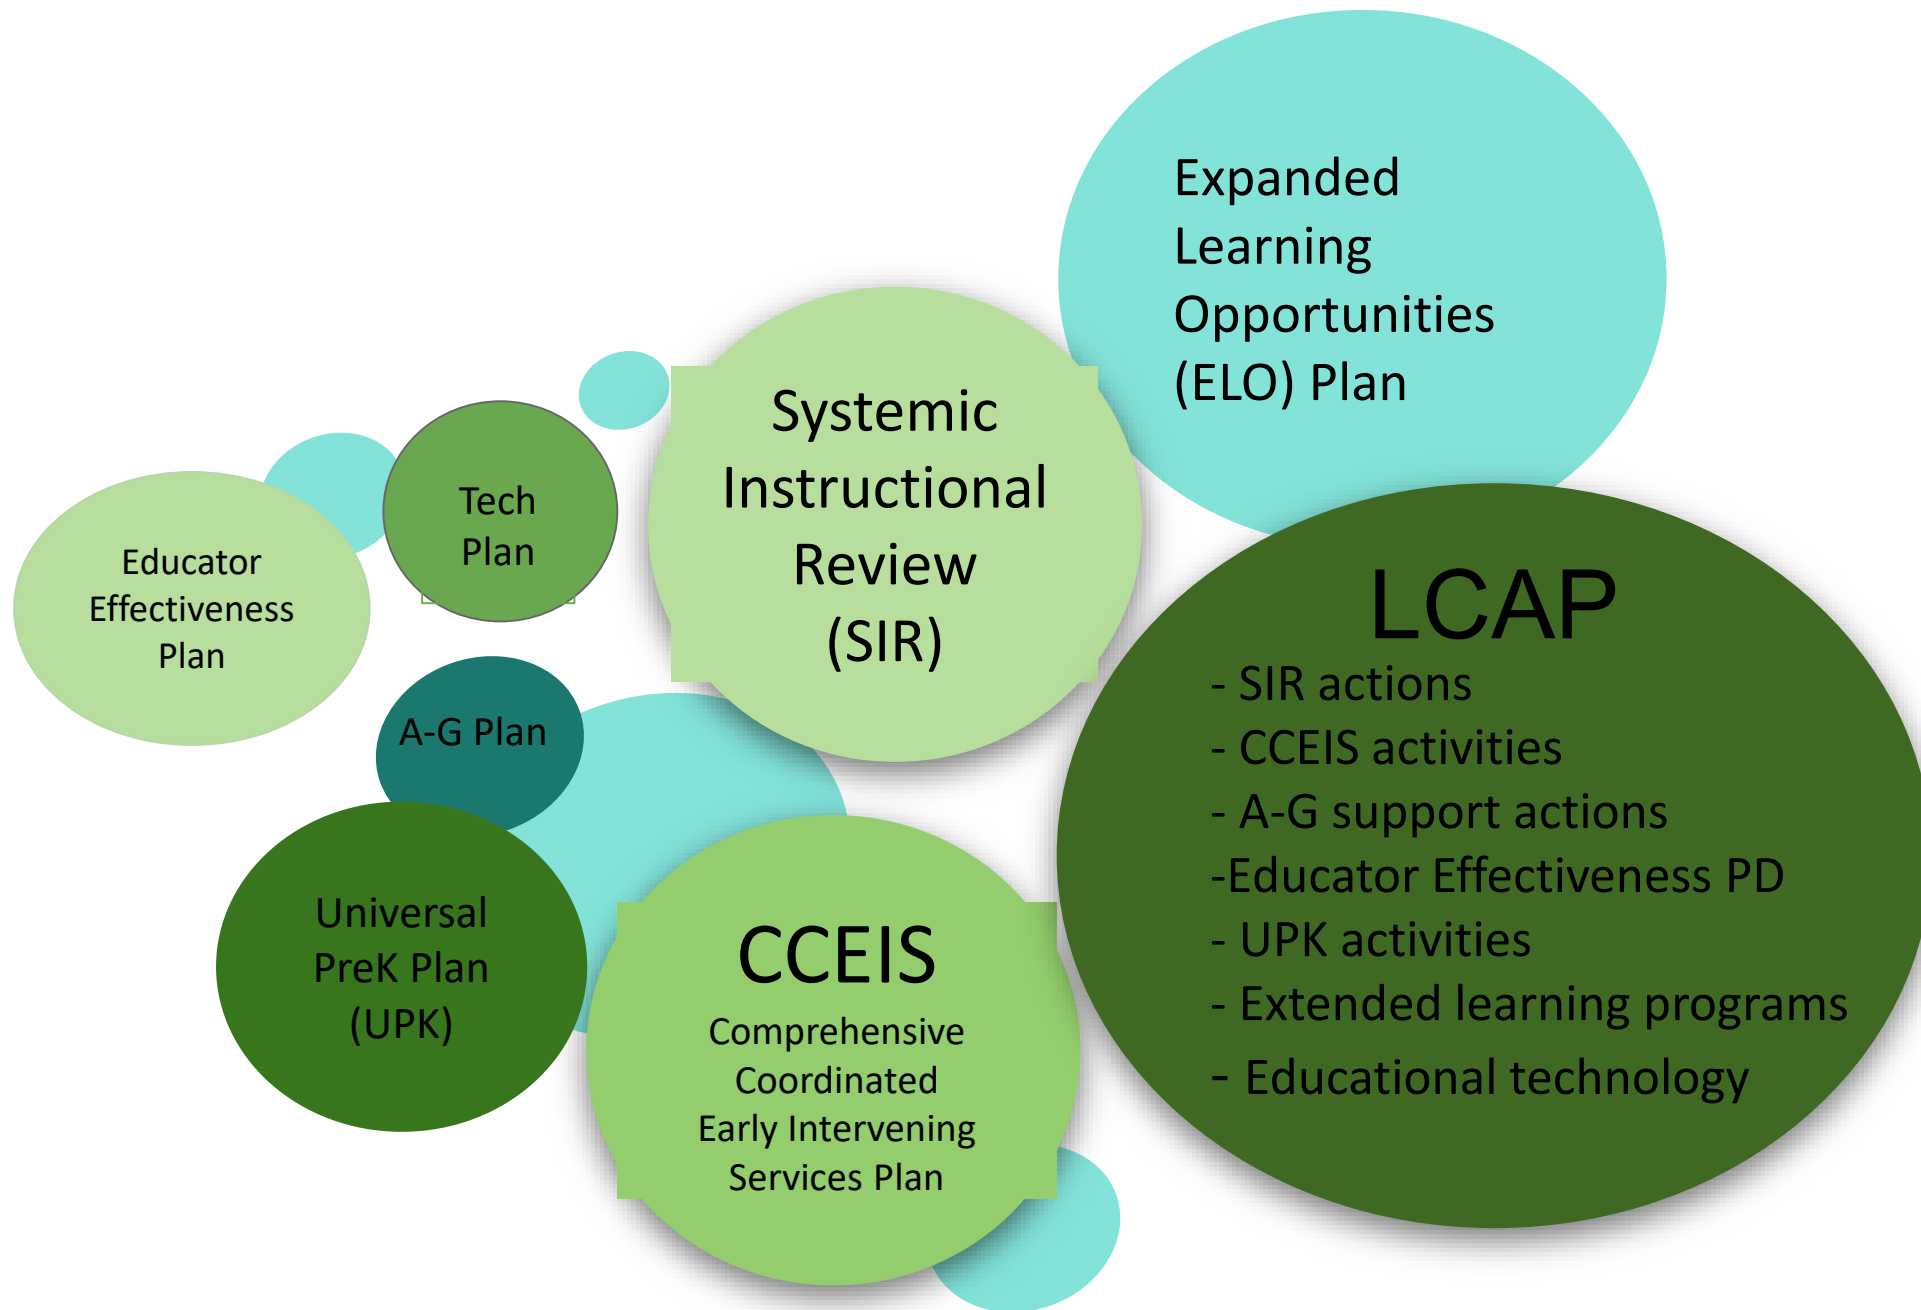 Expanded
Learning
Opportunities
(ELO) Plan
Systemic
Instructional
Review
(SIR)
Tech
Plan
Educator
Effectiveness
Plan
A-G Plan
Universal
PreK Plan
(UPK)
CCEIS
Comprehensive
Coordinated
Early Intervening
Services Plan
LCAP
- SIR actions
- CCEIS activities
- A-G support actions
-Educator Effectiveness PD
- UPK activities
- Extended learning programs
- Educational technology